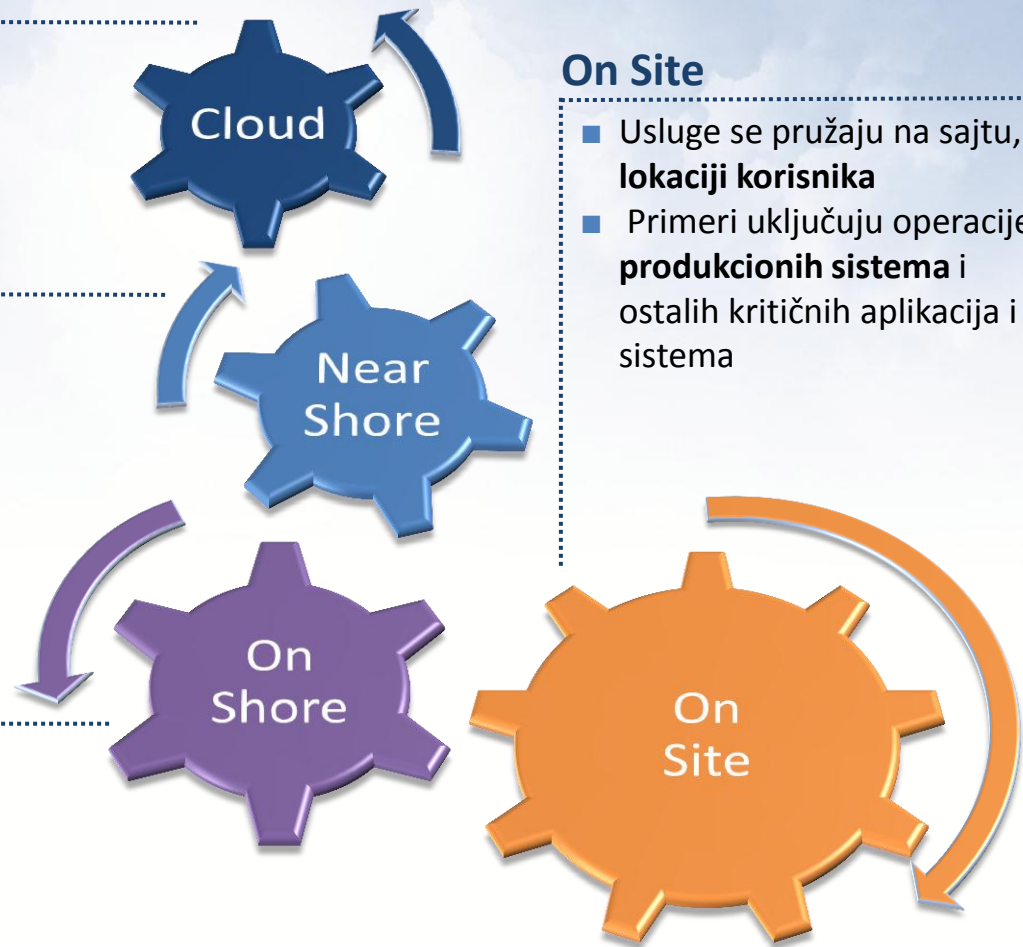 Cloud
Near
Shore
On
Shore
On
Site
On Site
Usluge se pružaju na sajtu,
lokaciji korisnika
Primeri uključuju operacije
produkcionih sistema i
ostalih kritičnih aplikacija i
sistema